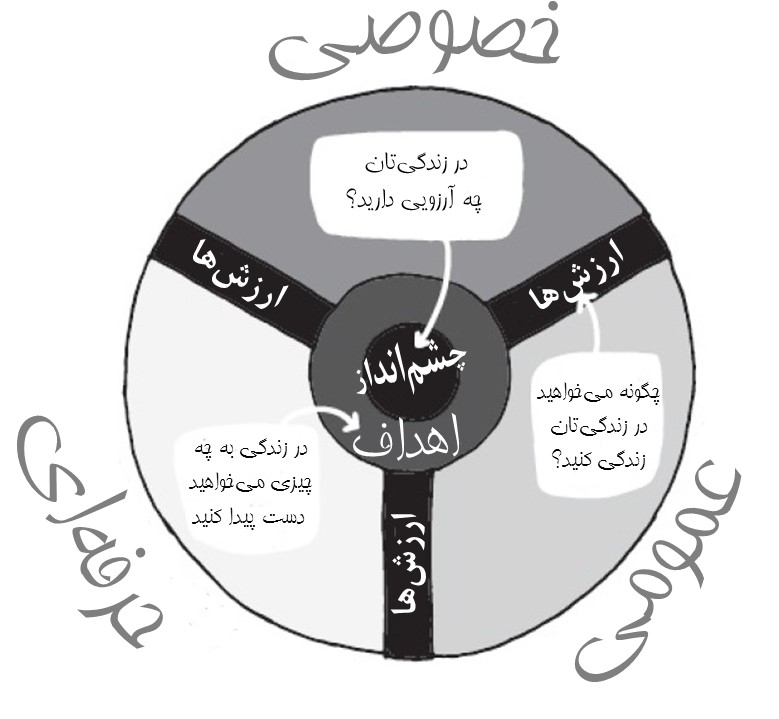 خصوصی
در زندگی‌تان
چه آرزویی دارید؟
ارزش‌ها
ارزش‌ها
چشم‌انداز
اهداف
چگونه می‌خواهید
در زندگی‌تان
زندگی کنید؟
در زندگی به چه
چیزی می‌خواهید
دست پیدا کنید
ارزش‌ها
عمومی
حرفه‌ای